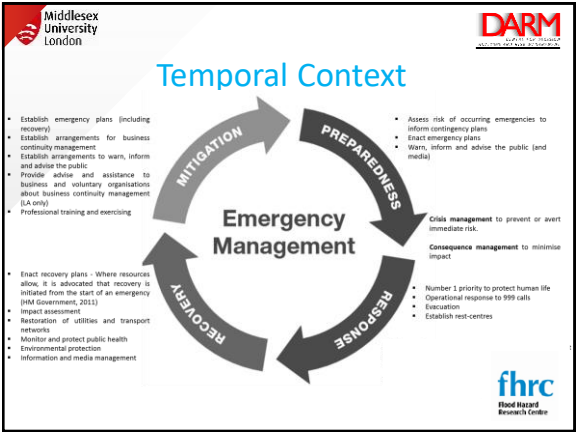 Middlesex
University
London
DARM
Temporal Context
▪ Establish emergency plans (including
recovery)
▪ Establish arrangements for business
continuity management
▪ Establish arrangements to warn, inform
and advise the public
▪ Provide advise and assistance to
business and voluntary organisations
about business continuity management
(LA only)
▪ Professional training and exercising
MITIGATION
PREPAREDNESS
▪ Assess risk of occurring emergencies to
inform contingency plans
▪ Enact emergency plans
▪ Warn, inform and advise the public (and
media)
Emergency
Management
Crisis management to prevent or avert
immediate risk.
Consequence management to minimise
impact
▪ Enact recovery plans - Where resources
allow, it is advocated that recovery is
initiated from the start of an emergency
(HM Government, 2011)
▪ Impact assessment
▪ Restoration of utilities and transport
networks
▪ Monitor and protect public health
▪ Environmental protection
▪ Information and media management
RECOVERY
RESPONSE
▪ Number 1 priority to protect human life
▪ Operational response to 999 calls
▪ Evacuation
▪ Establish rest-centres
fhrc
Flood Hazard
Research Centre